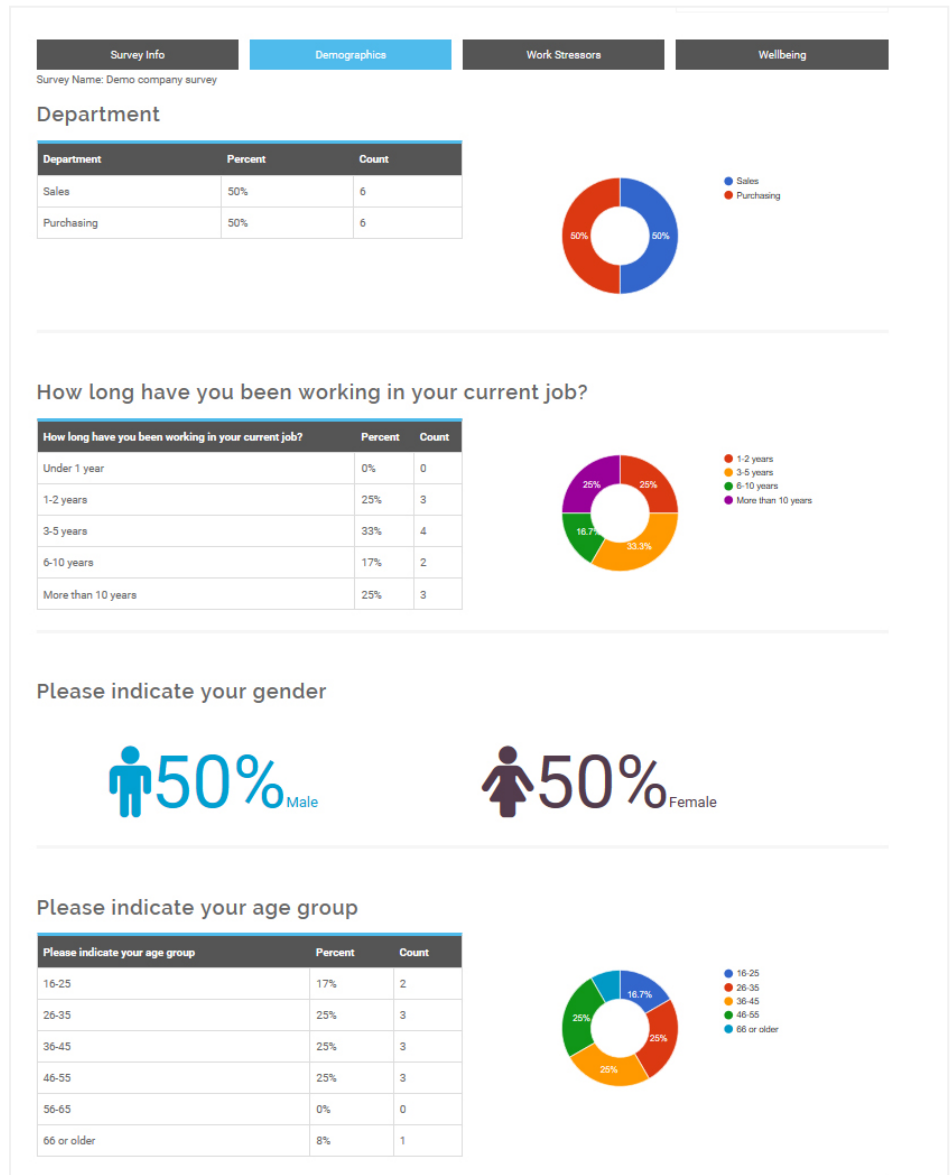 Survey Info Demographics Work Stressors Wellbeing
Survey Name: Demo company survey
Department
Department Percent Count
Sales 50% 6
Purchasing 50% 6
50% 50%
Sales
Purchasing
How long have you been working in your current job?
How long have you been working in your current job? Percent Count
Under 1 year 0% 0
1-2 years 25% 3
3-5 years 33% 4
6-10 years 17% 2
More than 10 years 25% 3
25% 25%
16.7%
33.3%
1-2 years
3-5 years
6-10 years
More than 10 years
Please indicate your gender
50% Male 50% Female
Please indicate your age group
Please indicate your age group Percent Count
16-25 17% 2
26-35 25% 3
36-45 25% 3
46-55 25% 3
56-65 0% 0
66 or older 8% 1
16.7%
25%
25%
25%
16-25
26-35
36-45
46-55
66 or older